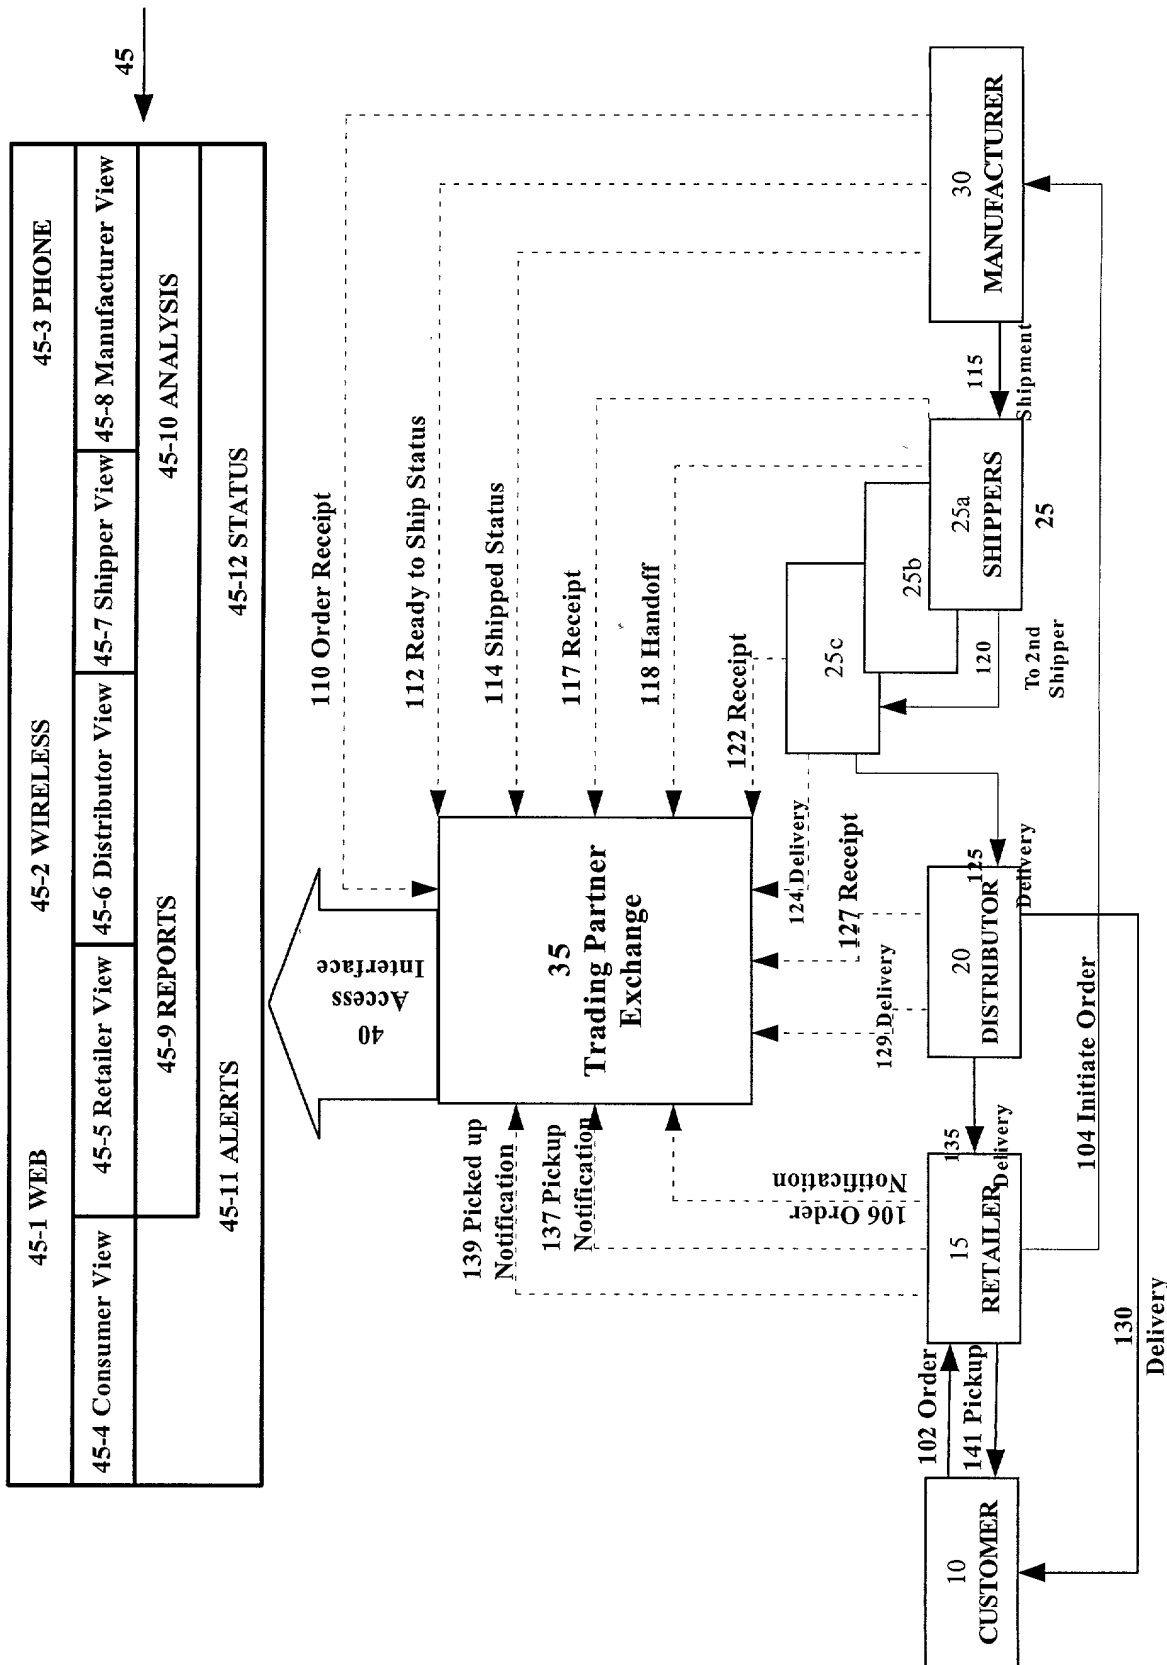 45
45-1 WEB
45-2 WIRELESS
45-3 PHONE
45-4 Consumer View
45-5 Retailer View
45-6 Distributor View
45-7 Shipper View
45-8 Manufacturer View
45-9 REPORTS
45-10 ANALYSIS
45-11 ALERTS
45-12 STATUS
40
Access
Interface
110 Order Receipt
112 Ready to Ship Status
114 Shipped Status
117 Receipt
118 Handoff
122 Receipt
35
Trading Partner
Exchange
139 Picked up
Notification
137 Pickup
Notification
106 Order
Notification
129 Delivery
127 Receipt
124 Delivery
10
CUSTOMER
102 Order
141 Pickup
15
RETAILER
135
Delivery
20
DISTRIBUTOR
125
Delivery
25c
25b
25a
SHIPPERS
25
120
To 2nd
Shipper
115
Shipment
30
MANUFACTURER
104 Initiate Order
130
Delivery